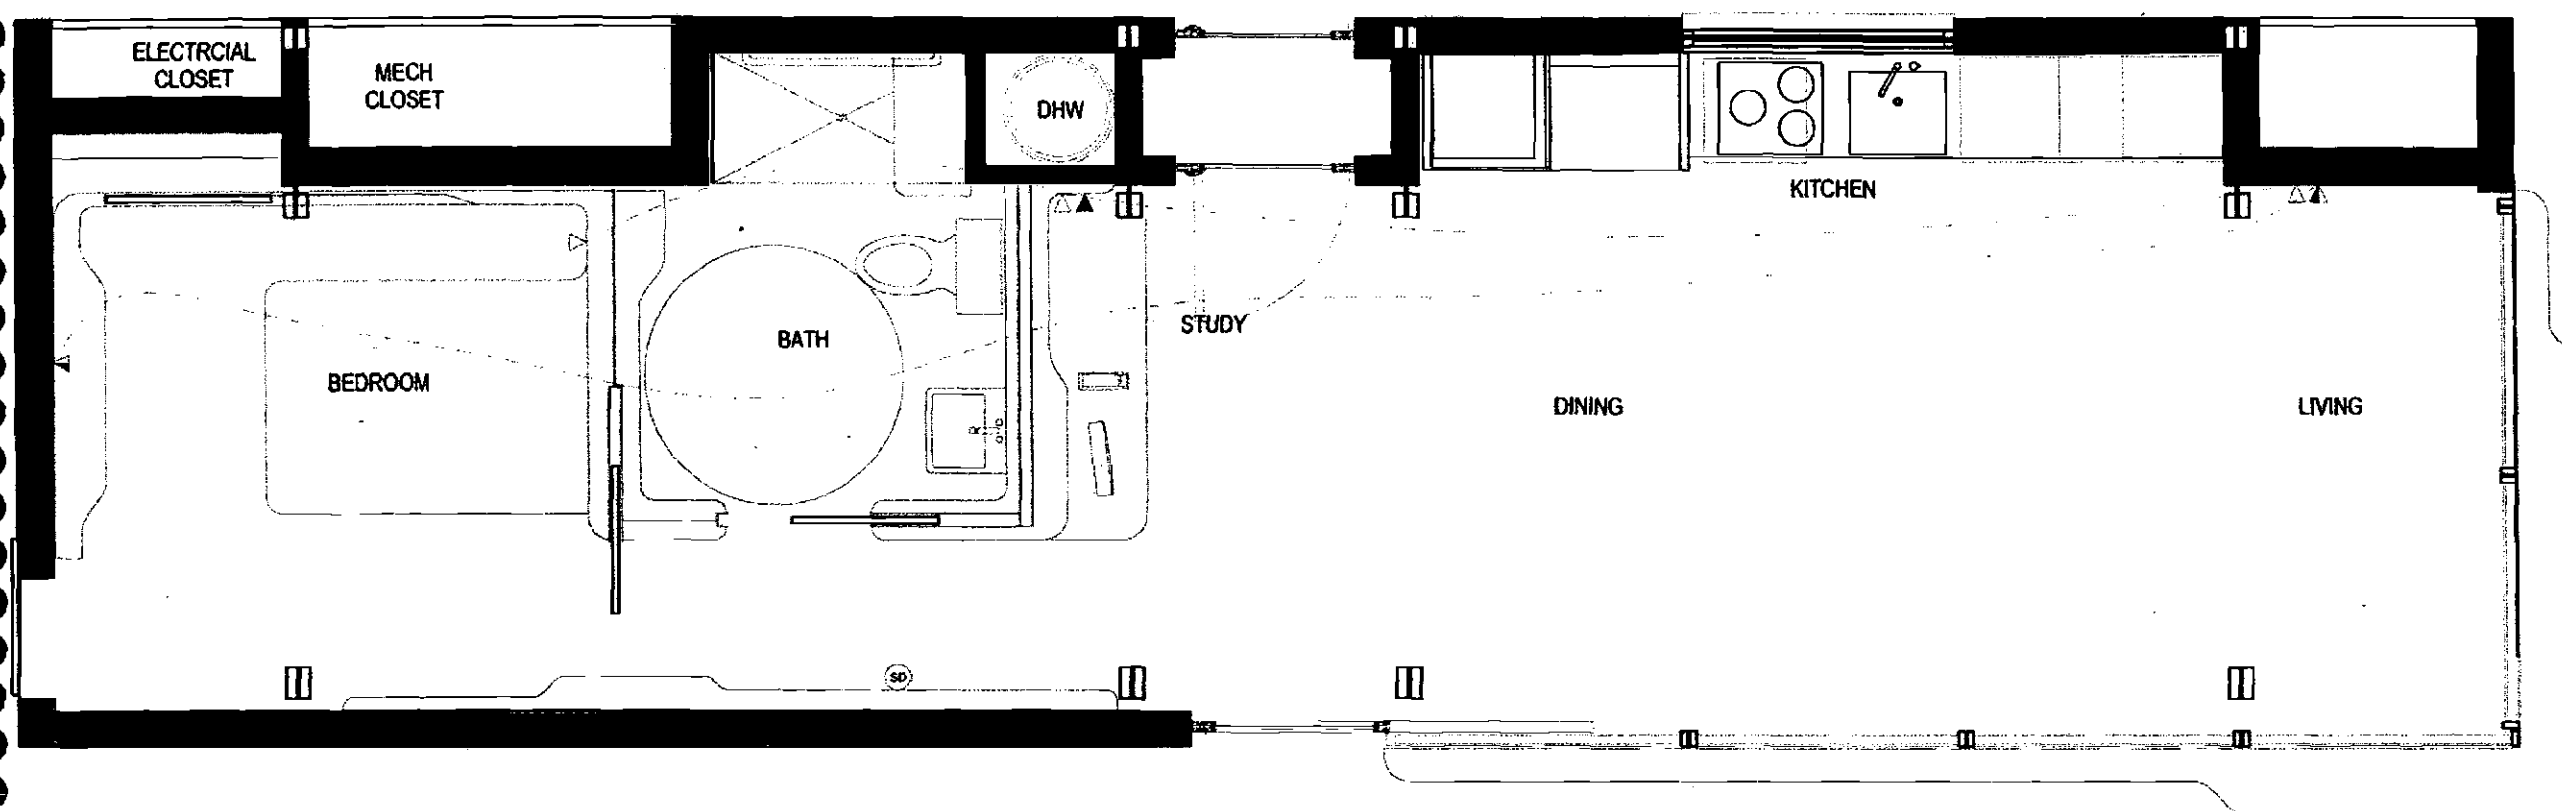 ELECTRCIAL
CLOSET
MECH
CLOSET
DHW
KITCHEN
STUDY
BATH
BEDROOM
DINING
LIVING
SD